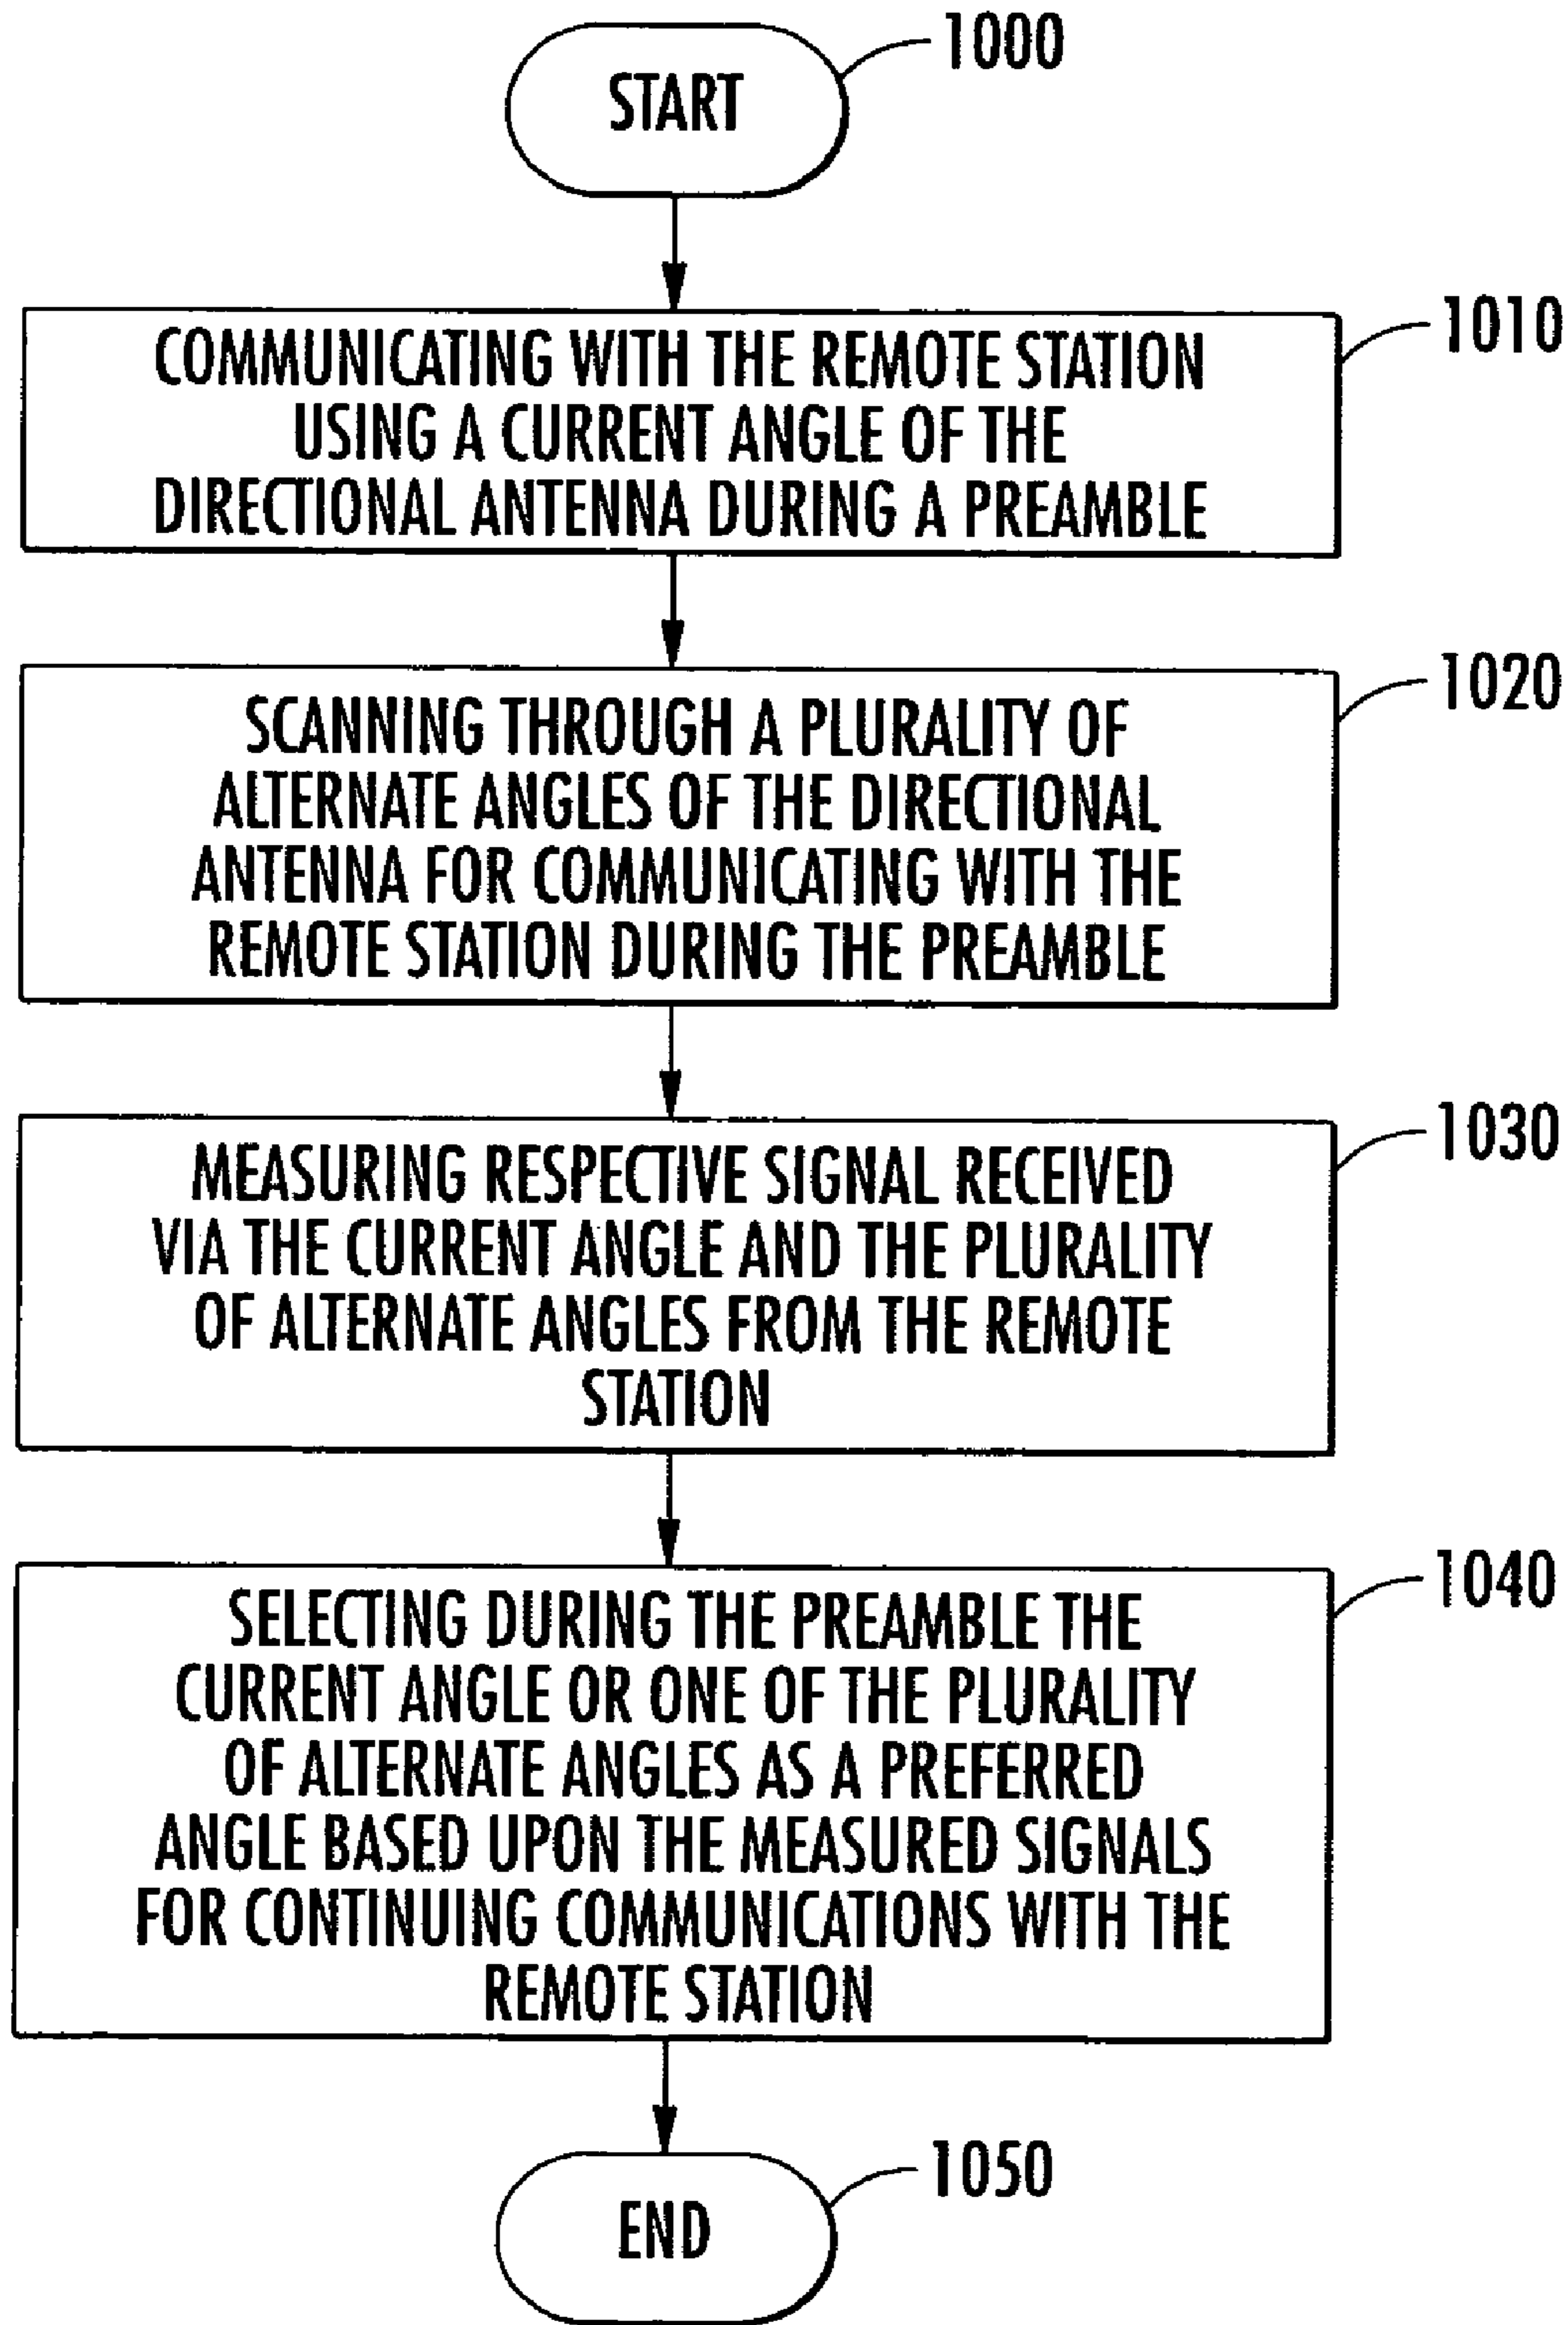 START
1000
COMMUNICATING WITH THE REMOTE STATION
USING A CURRENT ANGLE OF THE
DIRECTIONAL ANTENNA DURING A PREAMBLE
1010
SCANNING THROUGH A PLURALITY OF
ALTERNATE ANGLES OF THE DIRECTIONAL
ANTENNA FOR COMMUNICATING WITH THE
REMOTE STATION DURING THE PREAMBLE
1020
MEASURING RESPECTIVE SIGNAL RECEIVED
VIA THE CURRENT ANGLE AND THE PLURALITY
OF ALTERNATE ANGLES FROM THE REMOTE
STATION
1030
SELECTING DURING THE PREAMBLE THE
CURRENT ANGLE OR ONE OF THE PLURALITY
OF ALTERNATE ANGLES AS A PREFERRED
ANGLE BASED UPON THE MEASURED SIGNALS
FOR CONTINUING COMMUNICATIONS WITH THE
REMOTE STATION
1040
END
1050